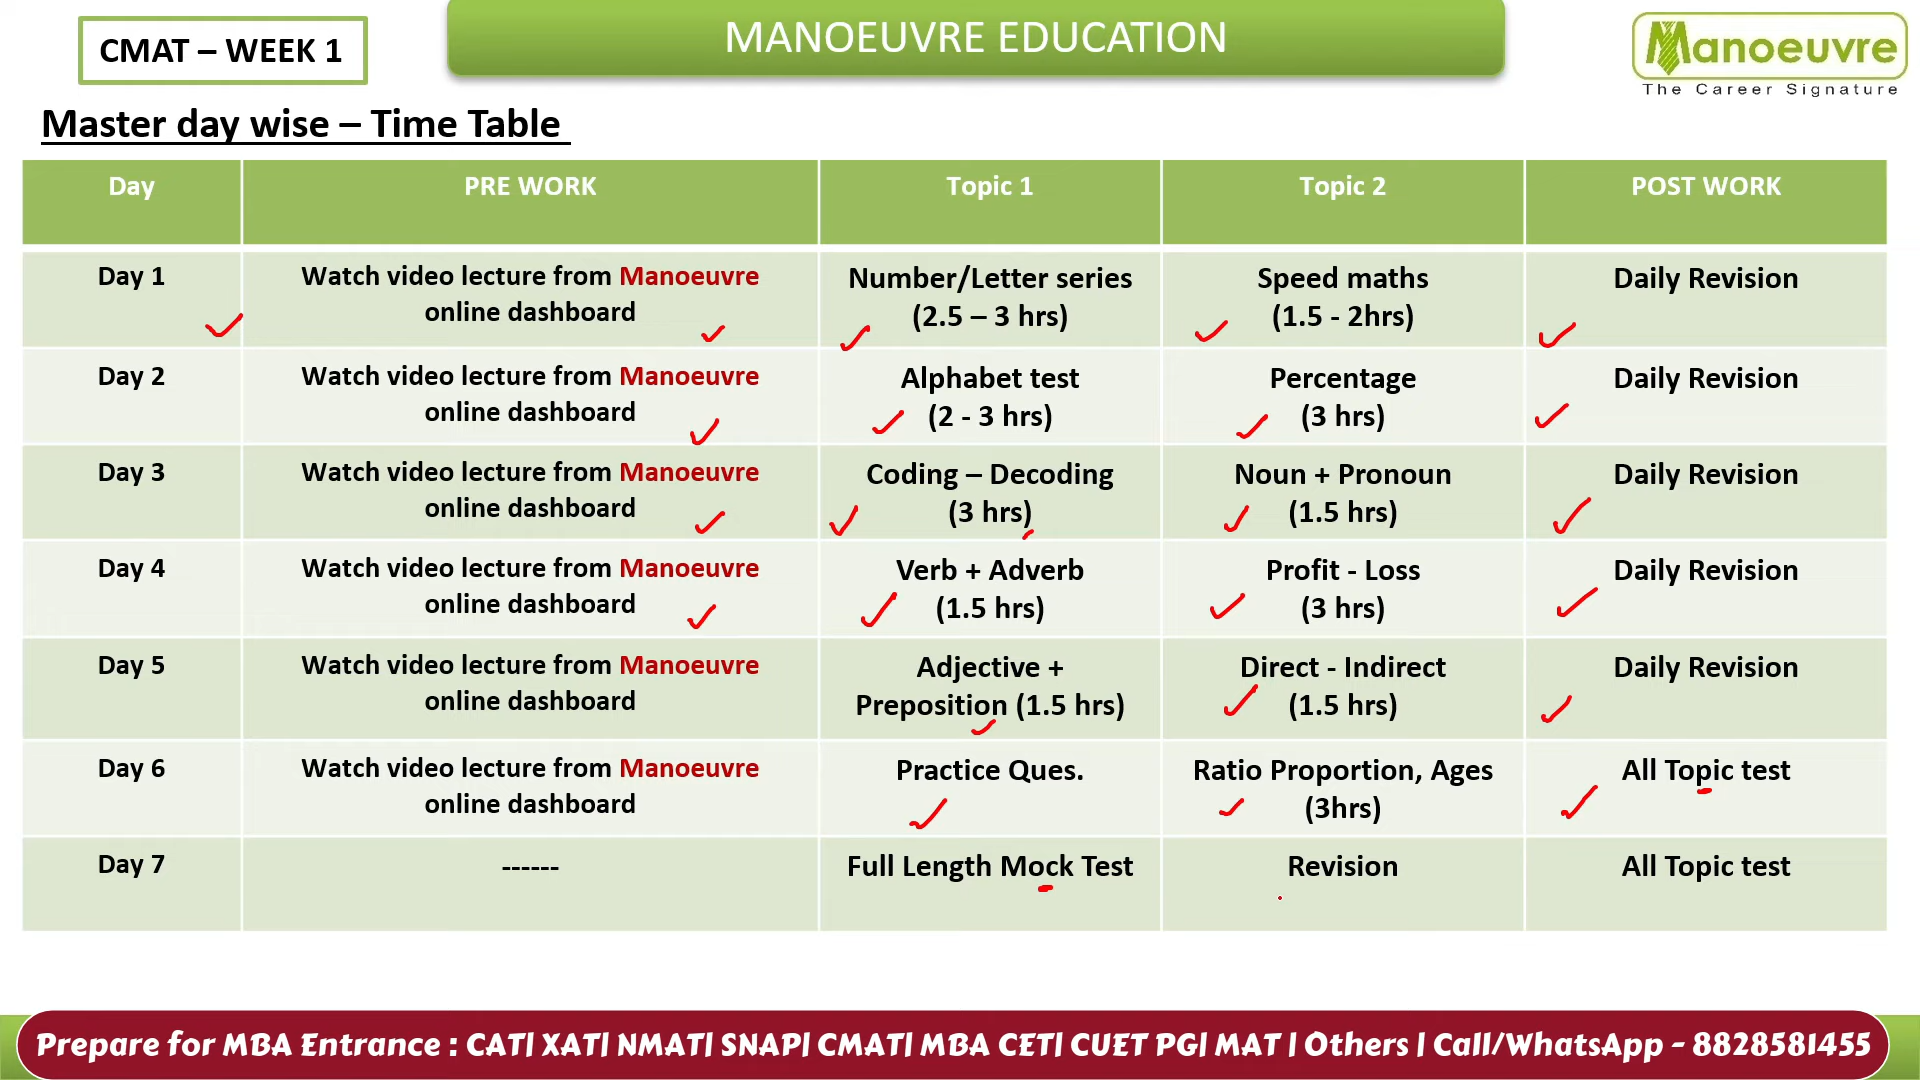 CMAT – WEEK 1
MANOEUVRE EDUCATION
Manoeuvre
The Career Signature
Master day wise – Time Table
Day PRE WORK Topic 1 Topic 2 POST WORK
Day 1
Watch video lecture from Manoeuvre
online dashboard
Number/Letter series
(2.5 – 3 hrs)
Speed maths
(1.5 - 2hrs)
Daily Revision
Day 2
Watch video lecture from Manoeuvre
online dashboard
Alphabet test
(2 - 3 hrs)
Percentage
(3 hrs)
Daily Revision
Day 3
Watch video lecture from Manoeuvre
online dashboard
Coding – Decoding
(3 hrs)
Noun + Pronoun
(1.5 hrs)
Daily Revision
Day 4
Watch video lecture from Manoeuvre
online dashboard
Verb + Adverb
(1.5 hrs)
Profit - Loss
(3 hrs)
Daily Revision
Day 5
Watch video lecture from Manoeuvre
online dashboard
Adjective +
Preposition (1.5 hrs)
Direct - Indirect
(1.5 hrs)
Daily Revision
Day 6
Watch video lecture from Manoeuvre
online dashboard
Practice Ques.
Ratio Proportion, Ages
(3hrs)
All Topic test
Day 7
------
Full Length Mock Test
Revision
All Topic test
Prepare for MBA Entrance : CAT| XAT| NMAT| SNAP| CMAT| MBA CET| CUET PG| MAT | Others | Call/WhatsApp - 8828581455